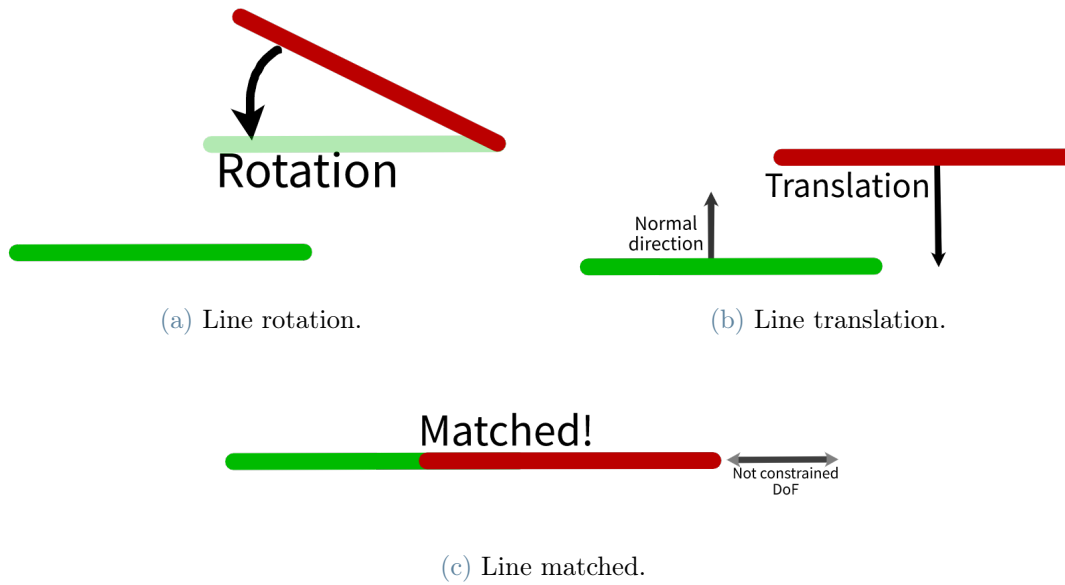 Rotation
(a) Line rotation.
Translation
Normal
direction
(b) Line translation.
Matched!
Not constrained
DoF
(c) Line matched.